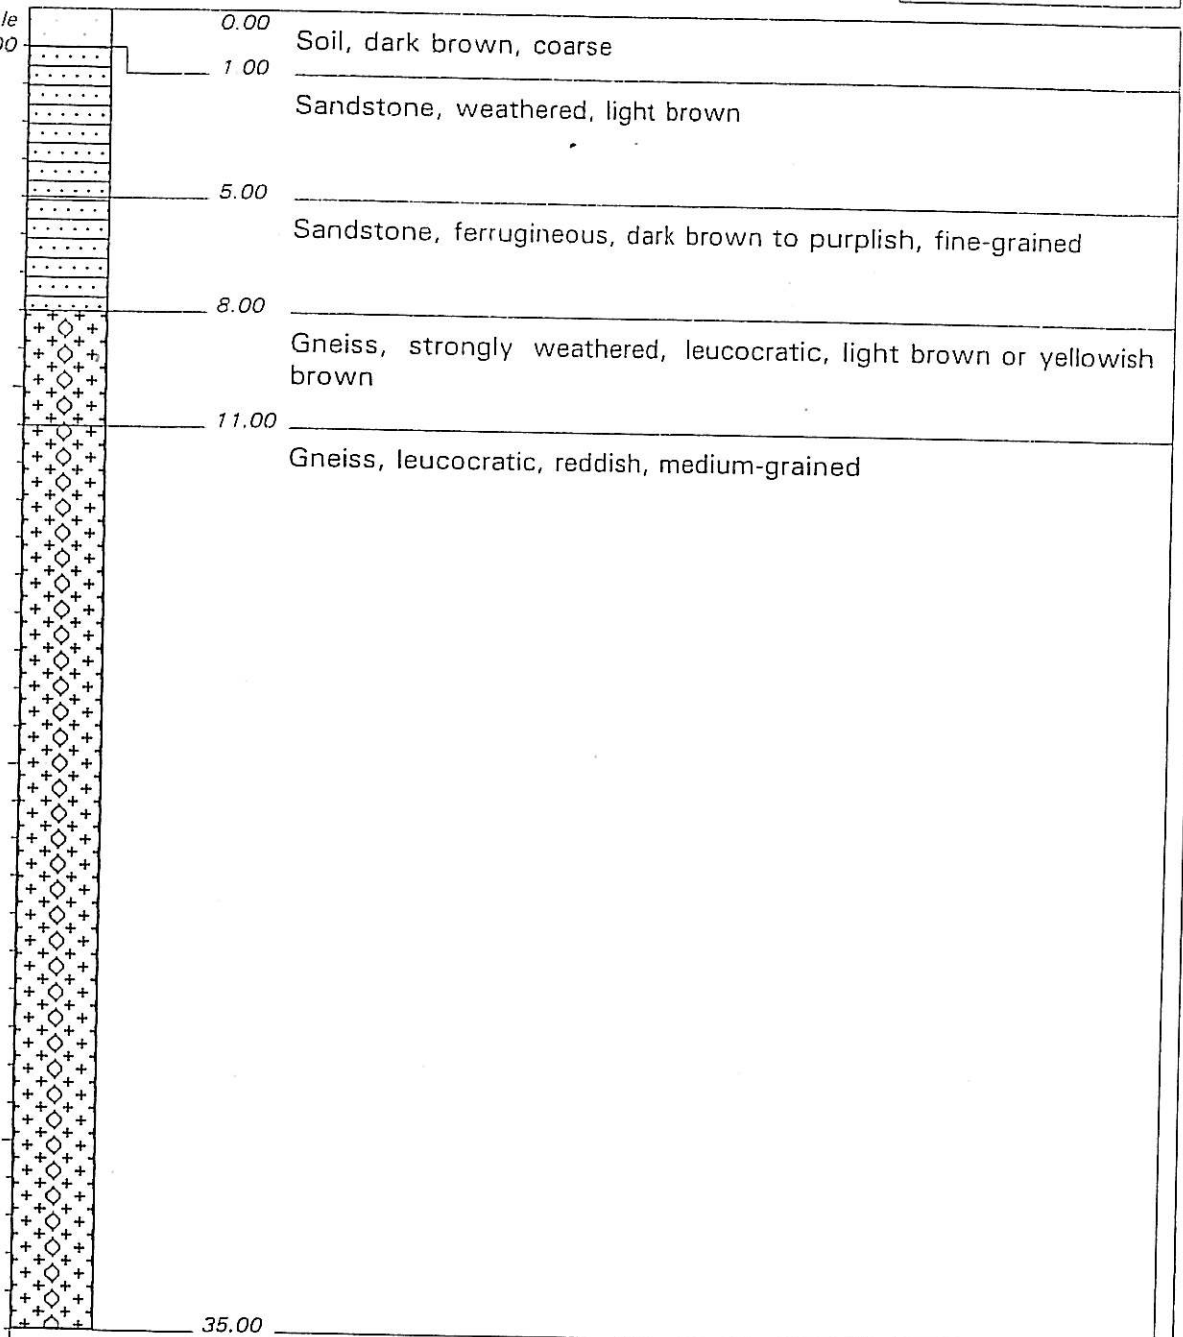 le
0.00
Soil, dark brown, coarse
1 00
Sandstone, weathered, light brown
5.00
Sandstone, ferrugineous, dark brown to purplish, fine-grained
8.00
Gneiss, strongly weathered, leucocratic, light brown or yellowish
brown
11.00
Gneiss, leucocratic, reddish, medium-grained
35.00